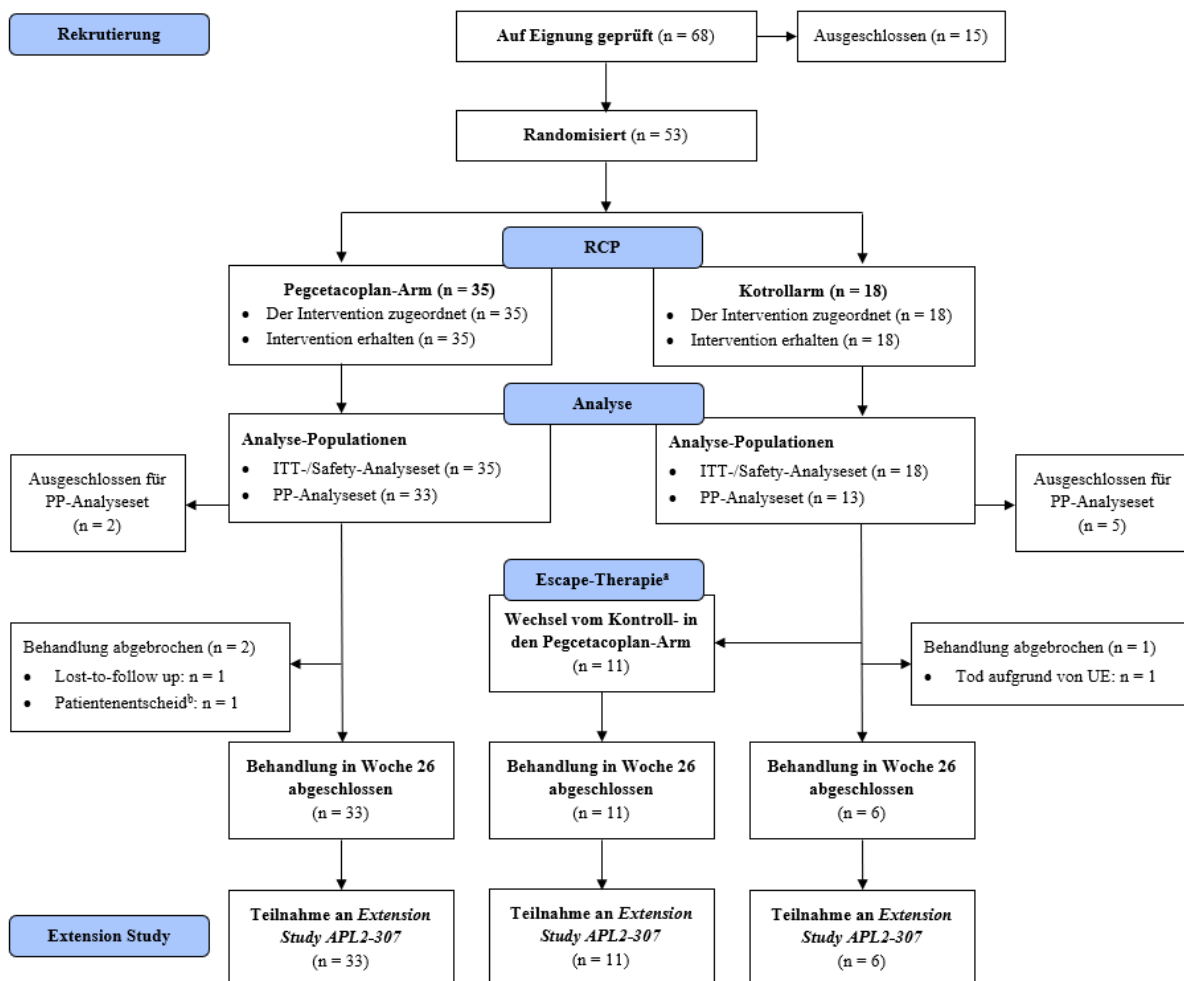 Rekrutierung
Auf Eignung geprüft (n = 68)
Ausgeschlossen (n = 15)
Randomisiert (n = 53)
RCP
Pegcetacoplan-Arm (n = 35)
• Der Intervention zugeordnet (n = 35)
• Intervention erhalten (n = 35)
Kotrollarm (n = 18)
• Der Intervention zugeordnet (n = 18)
• Intervention erhalten (n = 18)
Analyse
Analyse-Populationen
• ITT-/Safety-Analyseset (n = 35)
• PP-Analyseset (n = 33)
Analyse-Populationen
• ITT-/Safety-Analyseset (n = 18)
• PP-Analyseset (n = 13)
Ausgeschlossen für
PP-Analyseset
(n = 2)
Ausgeschlossen für
PP-Analyseset
(n = 5)
Escape-Therapieª
Wechsel vom Kontroll- in
den Pegcetacoplan-Arm
(n = 11)
Behandlung abgebrochen (n = 2)
• Lost-to-follow up: n = 1
• Patientenentscheidᵇ: n = 1
Behandlung abgebrochen (n = 1)
• Tod aufgrund von UE: n = 1
Behandlung in Woche 26
abgeschlossen
(n = 33)
Behandlung in Woche 26
abgeschlossen
(n = 11)
Behandlung in Woche 26
abgeschlossen
(n = 6)
Extension Study
Teilnahme an Extension
Study APL2-307
(n = 33)
Teilnahme an Extension
Study APL2-307
(n = 11)
Teilnahme an Extension
Study APL2-307
(n = 6)